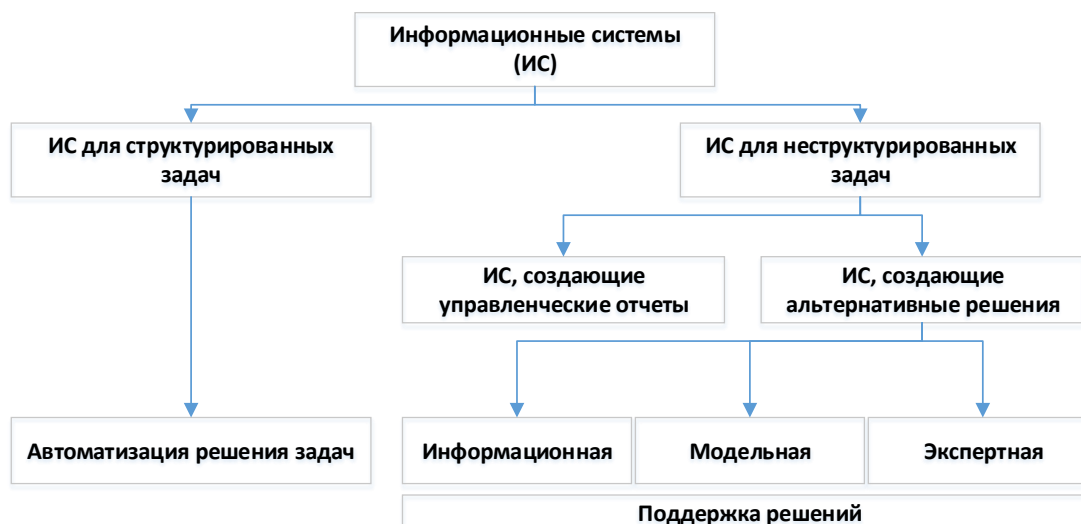 Информационные системы
(ИС)
ИС для структурированных
задач
ИС для неструктурированных
задач
ИС, создающие
управленческие отчеты
ИС, создающие
альтернативные решения
Автоматизация решения задач
Информационная
Модельная
Экспертная
Поддержка решений